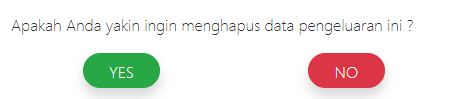 Apakah Anda yakin ingin menghapus data pengeluaran ini ?
YES NO